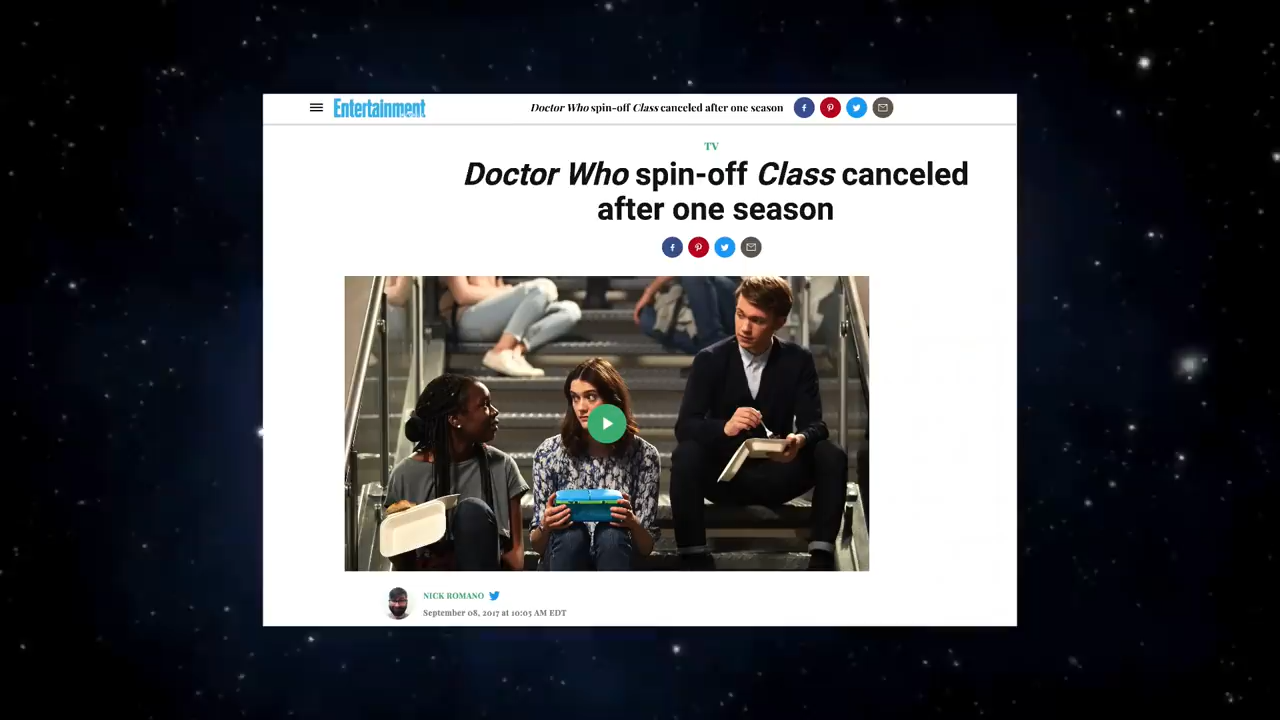 Entertainment
Doctor Who spin-off Class canceled after one season
TV
Doctor Who spin-off Class canceled
after one season
NICK ROMANO
September 08, 2017 at 10:05 AM EDT